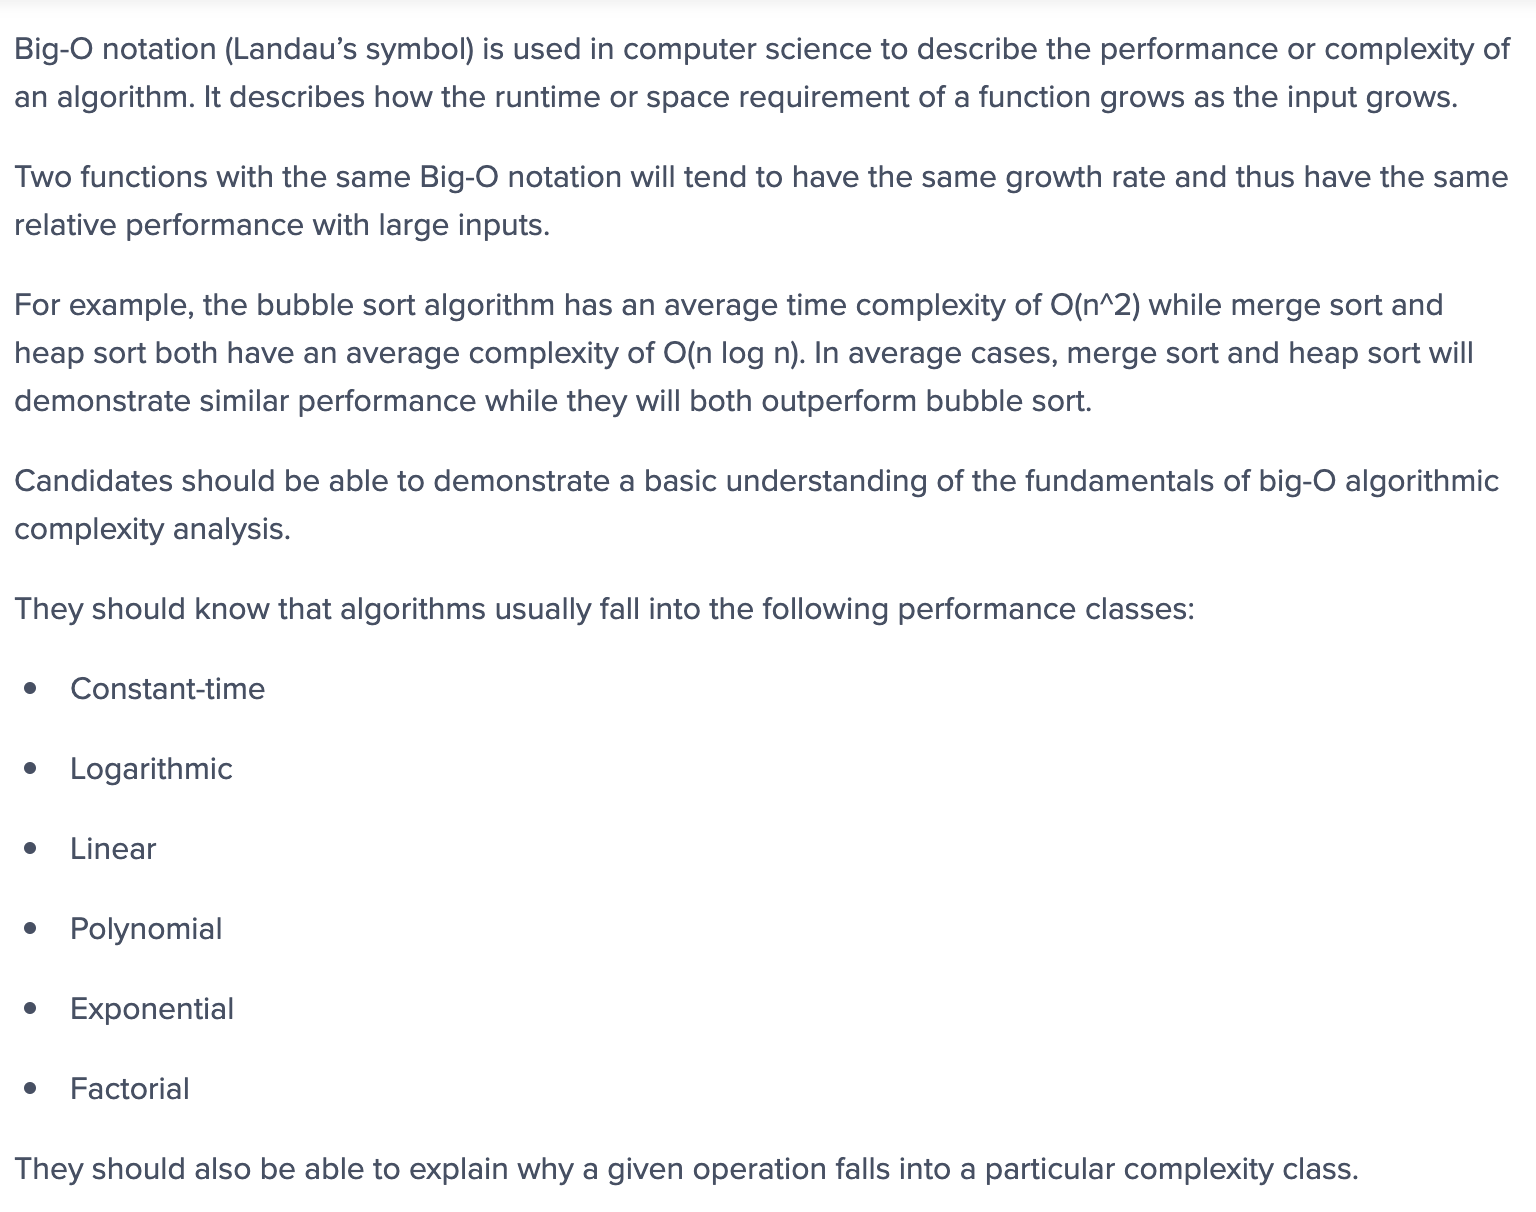 Big-O notation (Landau’s symbol) is used in computer science to describe the performance or complexity of
an algorithm. It describes how the runtime or space requirement of a function grows as the input grows.
Two functions with the same Big-O notation will tend to have the same growth rate and thus have the same
relative performance with large inputs.
For example, the bubble sort algorithm has an average time complexity of O(n^2) while merge sort and
heap sort both have an average complexity of O(n log n). In average cases, merge sort and heap sort will
demonstrate similar performance while they will both outperform bubble sort.
Candidates should be able to demonstrate a basic understanding of the fundamentals of big-O algorithmic
complexity analysis.
They should know that algorithms usually fall into the following performance classes:
• Constant-time
• Logarithmic
• Linear
• Polynomial
• Exponential
• Factorial
They should also be able to explain why a given operation falls into a particular complexity class.